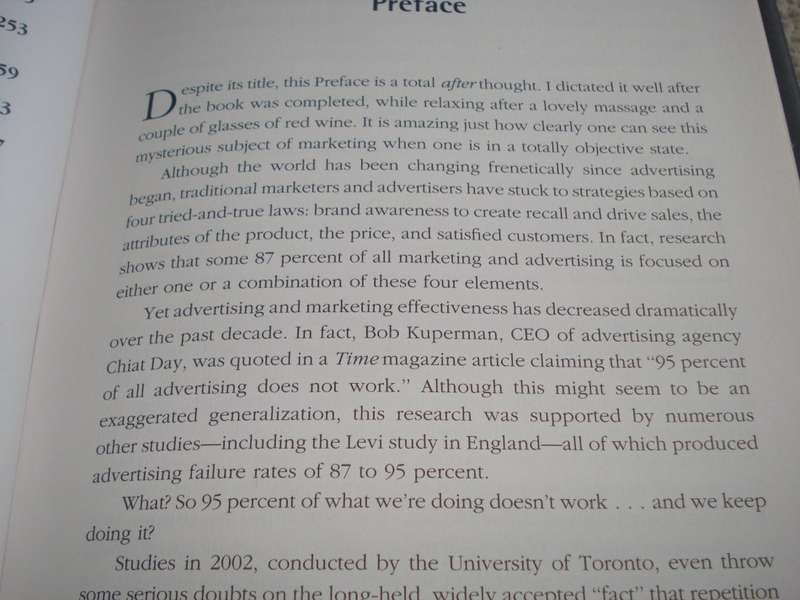 253
59
3
7
Preface
Despite its title, this Preface is a total afterthought. I dictated it well after
the book was completed, while relaxing after a lovely massage and a
couple of glasses of red wine. It is amazing just how clearly one can see this
mysterious subject of marketing when one is in a totally objective state.
Although the world has been changing frenetically since advertising
began, traditional marketers and advertisers have stuck to strategies based on
four tried-and-true laws: brand awareness to create recall and drive sales, the
attributes of the product, the price, and satisfied customers. In fact, research
shows that some 87 percent of all marketing and advertising is focused on
either one or a combination of these four elements.
Yet advertising and marketing effectiveness has decreased dramatically
over the past decade. In fact, Bob Kuperman, CEO of advertising agency
Chiat Day, was quoted in a Time magazine article claiming that “95 percent
of all advertising does not work.” Although this might seem to be an
exaggerated generalization, this research was supported by numerous
other studies—including the Levi study in England—all of which produced
advertising failure rates of 87 to 95 percent.
What? So 95 percent of what we're doing doesn't work . . . and we keep
doing it?
Studies in 2002, conducted by the University of Toronto, even throw
some serious doubts on the long-held, widely accepted “fact” that repetition